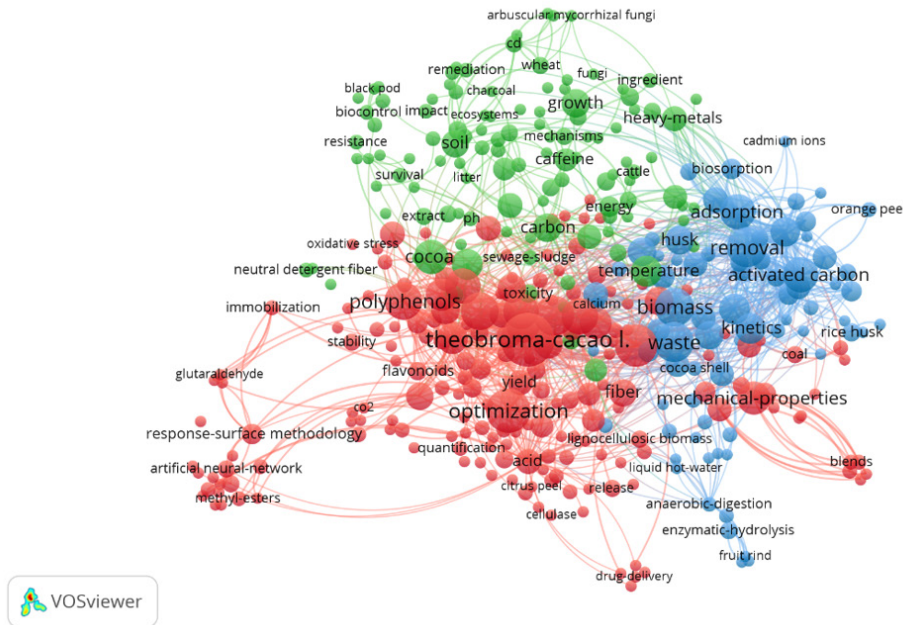 arbuscular mycorrhizal fungi
cd
wheat
remediation
fungi
ingredient
black pod
charcoal
growth
biocontrol
impact
ecosystems
heavy-metals
resistance
soil
mechanisms
cadmium ions
caffeine
cattle
biosorption
survival
litter
energy
adsorption
orange pee
extract
ph
carbon
oxidative stress
husk
removal
cocoa
sewage-sludge
neutral detergent fiber
temperature
activated carbon
toxicity
polyphenols
calcium
biomass
immobilization
kinetics
rice husk
stability
theobroma-cacao l.
waste
coal
glutaraldehyde
flavonoids
cocoa shell
yield
fiber
mechanical-properties
co2
optimization
response-surface methodology
lignocellulosic biomass
quantification
blends
artificial neural-network
acid
liquid hot-water
methyl-esters
citrus peel
release
anaerobic-digestion
cellulase
enzymatic-hydrolysis
fruit rind
drug-delivery
VOSviewer